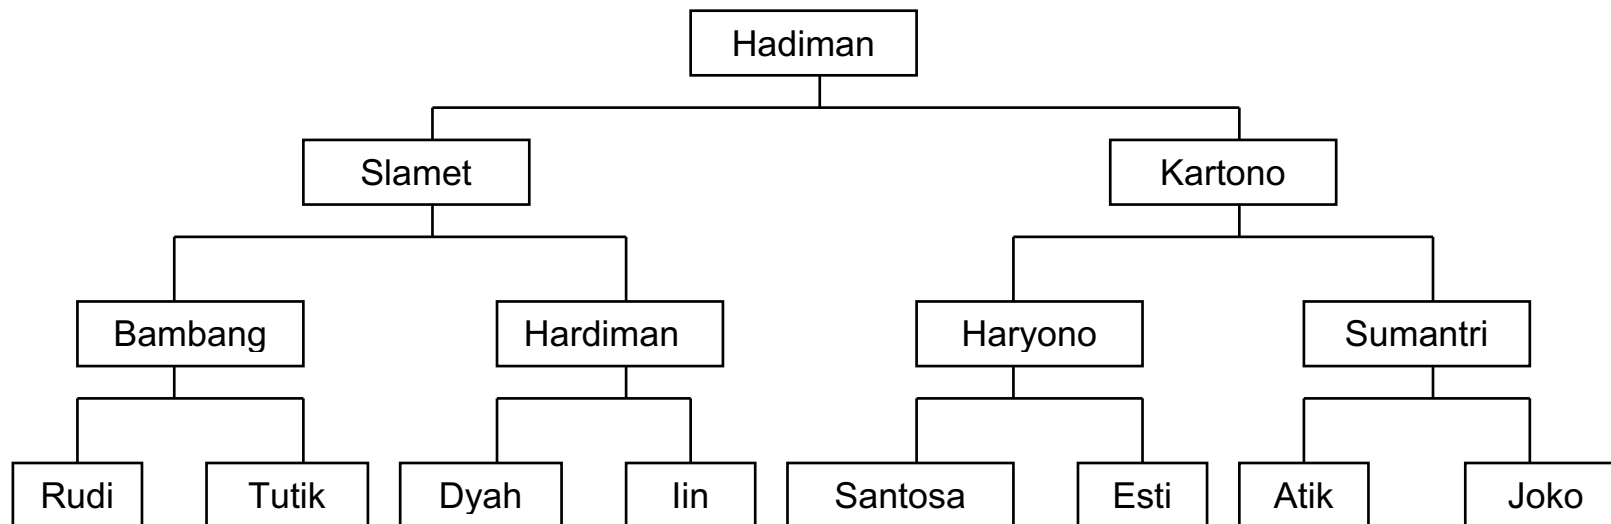 Hadiman
Slamet Kartono
Bambang Hardiman Haryono Sumantri
Rudi Tutik Dyah Iin Santosa Esti Atik Joko